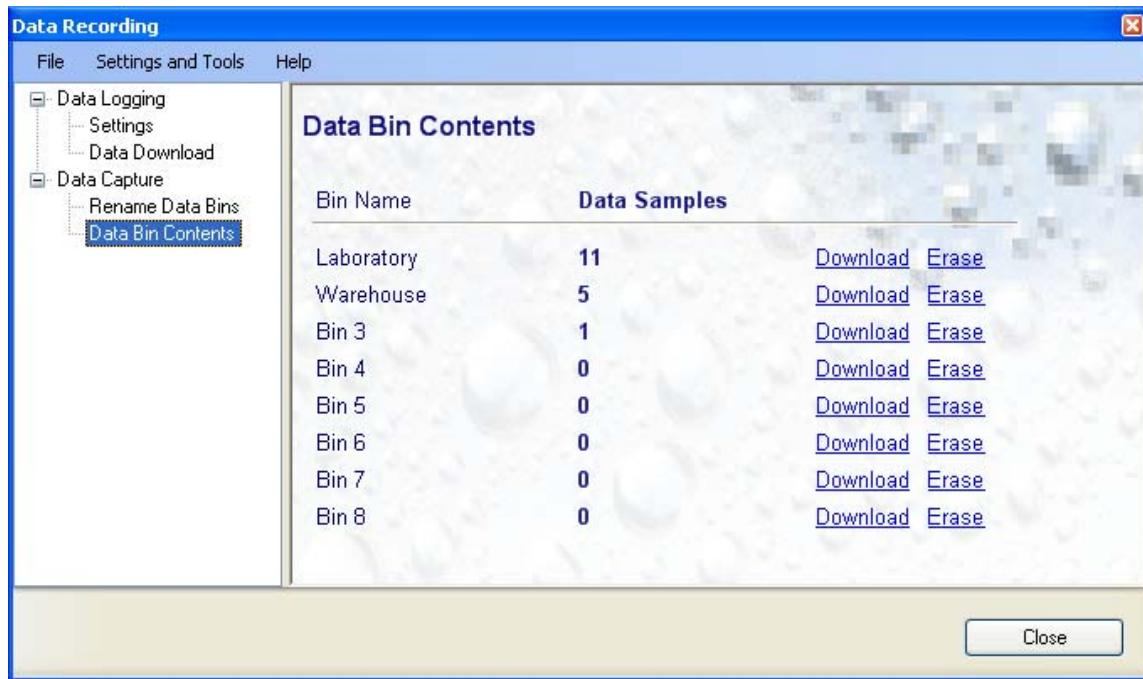 Data Recording
File Settings and Tools Help
Data Logging
Settings
Data Download
Data Capture
Rename Data Bins
Data Bin Contents
Data Bin Contents
Bin Name Data Samples
Laboratory 11 Download Erase
Warehouse 5 Download Erase
Bin 3 1 Download Erase
Bin 4 0 Download Erase
Bin 5 0 Download Erase
Bin 6 0 Download Erase
Bin 7 0 Download Erase
Bin 8 0 Download Erase
Close